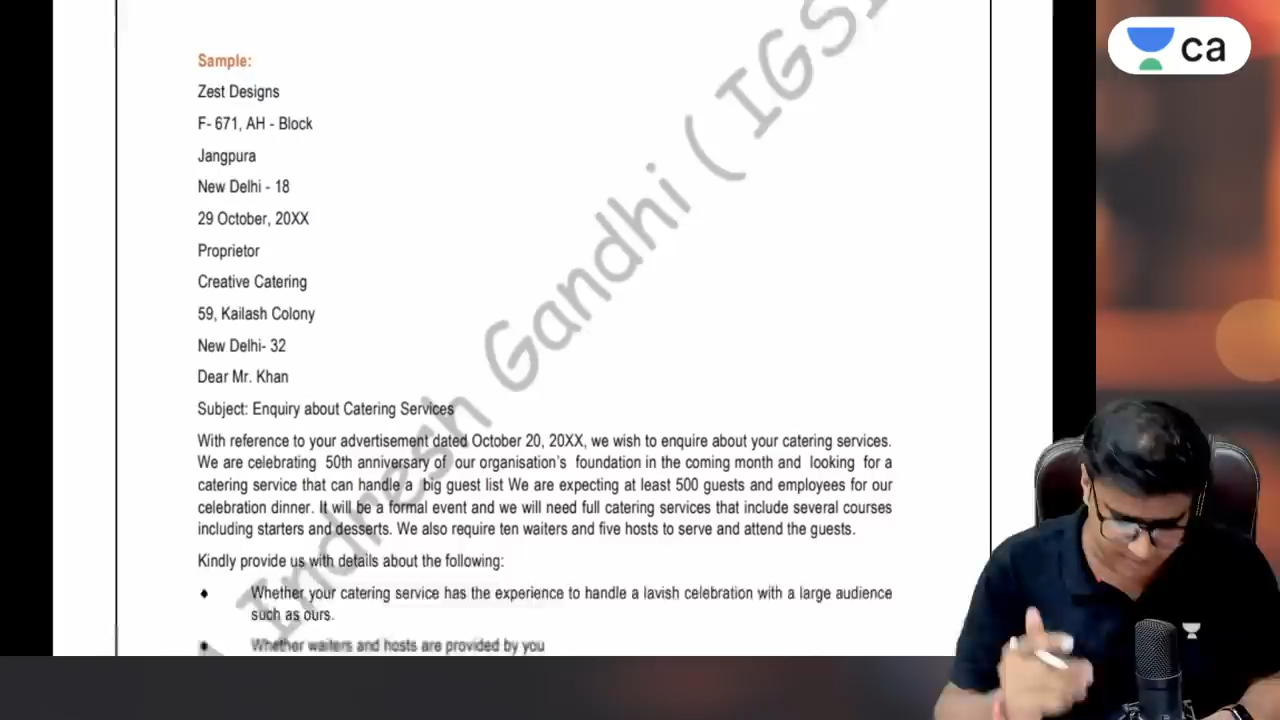 ca
Sample:
Zest Designs
F- 671, AH - Block
Jangpura
New Delhi - 18
29 October, 20XX
Proprietor
Creative Catering
59, Kailash Colony
New Delhi- 32
Dear Mr. Khan
Subject: Enquiry about Catering Services
With reference to your advertisement dated October 20, 20XX, we wish to enquire about your catering services.
We are celebrating 50th anniversary of our organisation's foundation in the coming month and looking for a
catering service that can handle a big guest list We are expecting at least 500 guests and employees for our
celebration dinner. It will be a formal event and we will need full catering services that include several courses
including starters and desserts. We also require ten waiters and five hosts to serve and attend the guests.
Kindly provide us with details about the following:
♦ Whether your catering service has the experience to handle a lavish celebration with a large audience
such as ours.
♦ Whether waiters and hosts are provided by you
Indresh Gandhi (